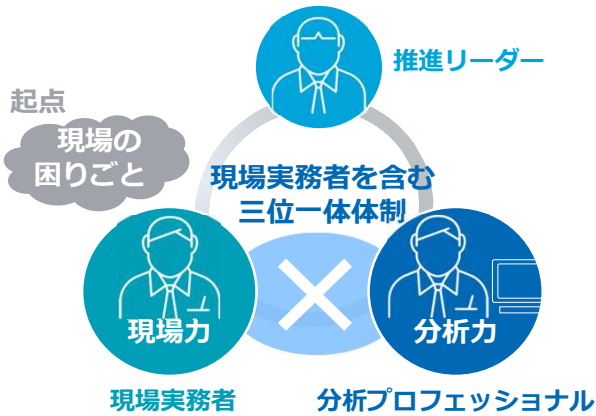 推進リーダー
起点
現場の
困りごと
現場実務者を含む
三位一体体制
現場力
分析力
現場実務者
分析プロフェッショナル